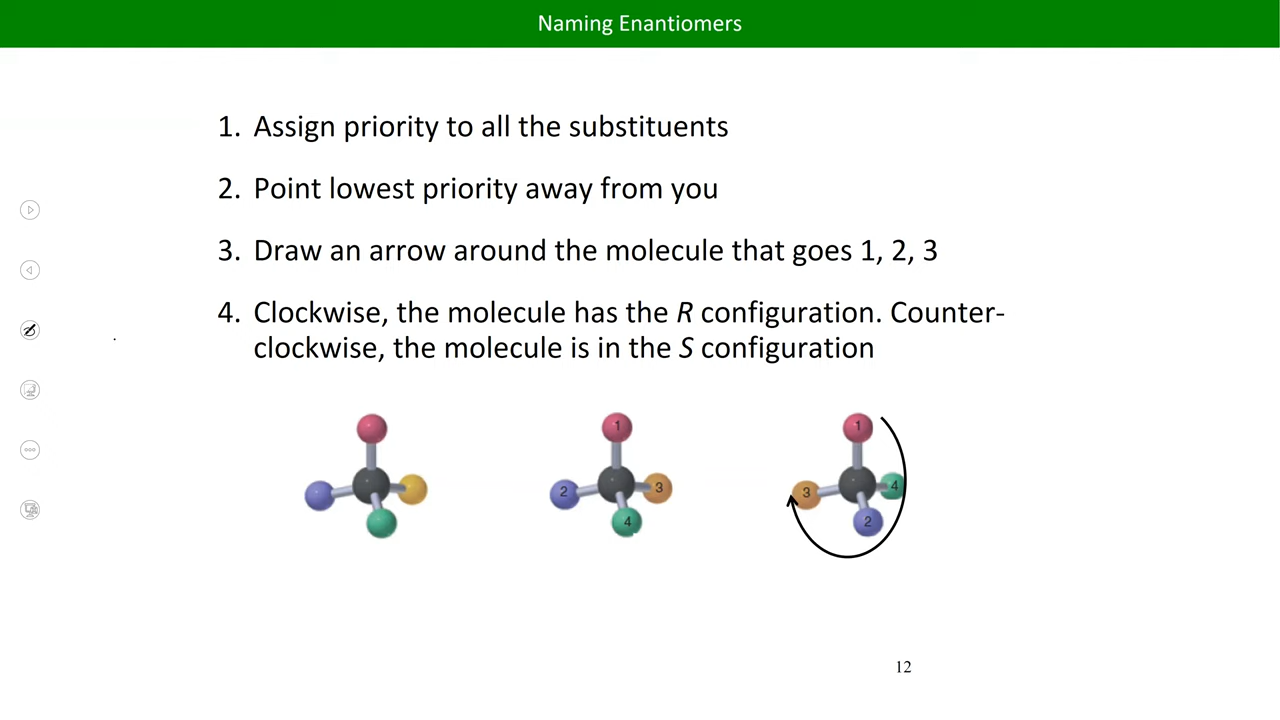 Naming Enantiomers
1. Assign priority to all the substituents
2. Point lowest priority away from you
3. Draw an arrow around the molecule that goes 1, 2, 3
4. Clockwise, the molecule has the R configuration. Counter-
clockwise, the molecule is in the S configuration
1 2 3 4
1 3 4 2
12